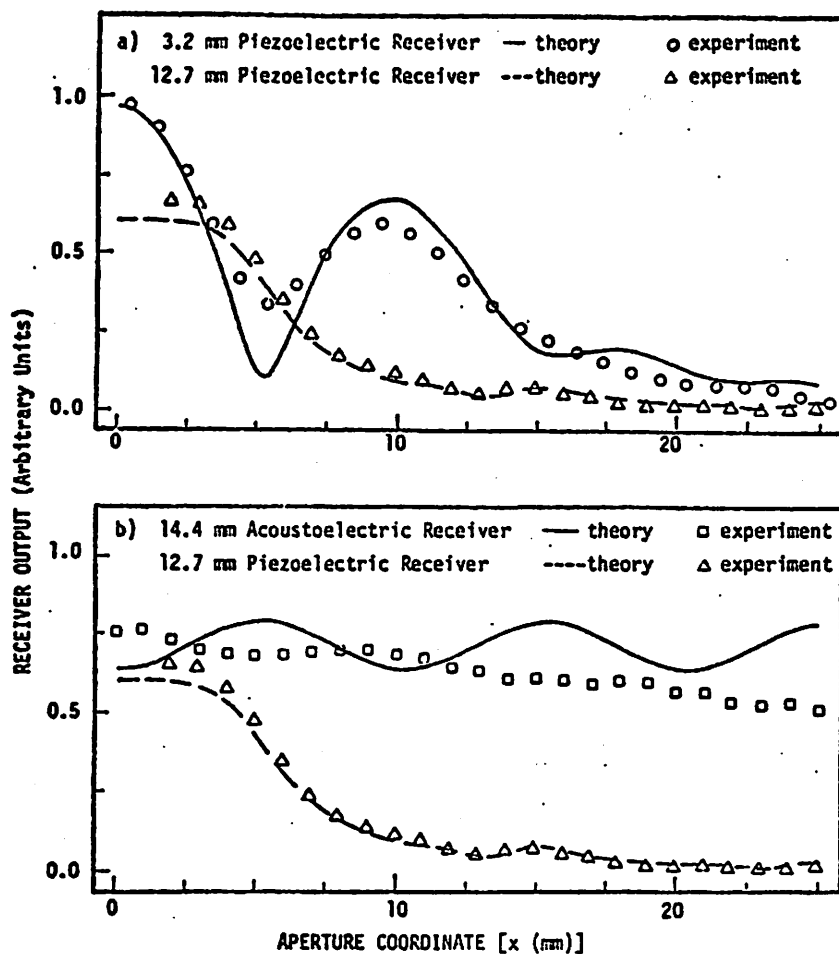 a) 3.2 mm Piezoelectric Receiver — theory o experiment
12.7 mm Piezoelectric Receiver ---theory △ experiment
1.0
0.5
0.0
0 10 20
RECEIVER OUTPUT (Arbitrary Units)
b) 14.4 mm Acoustoelectric Receiver — theory □ experiment
12.7 mm Piezoelectric Receiver ---theory △ experiment
1.0
0.5
0.0
0 10 20
APERTURE COORDINATE [x (mm)]